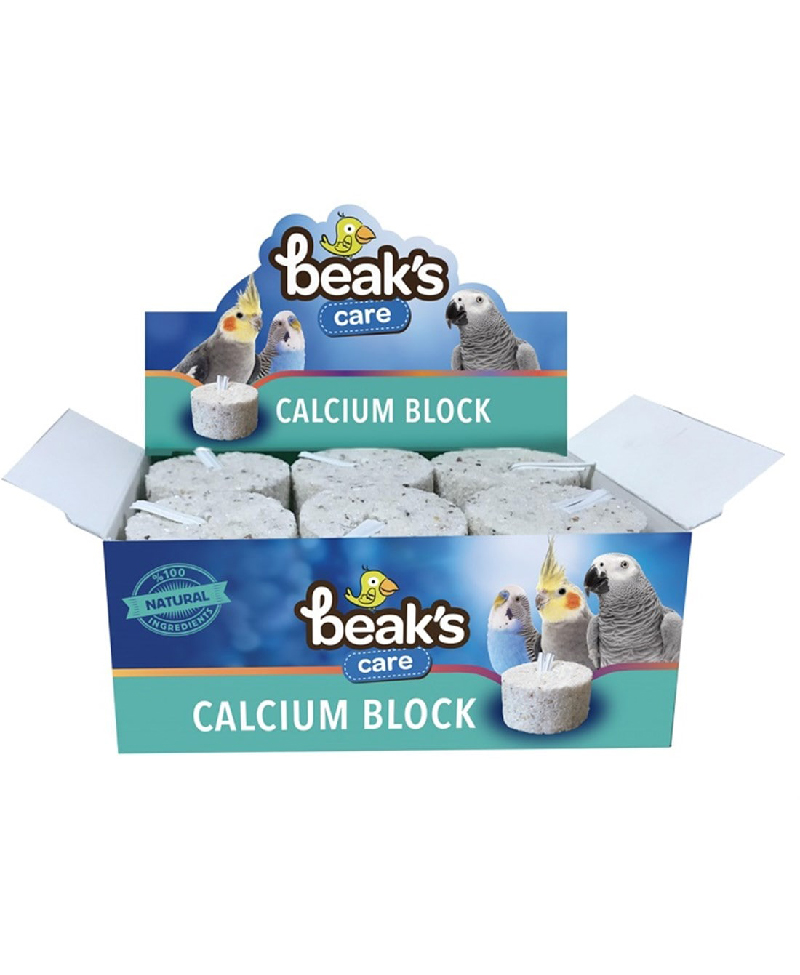 beak's
care
CALCIUM BLOCK
%100
NATURAL
INGREDIENTS
beak's
care
CALCIUM BLOCK